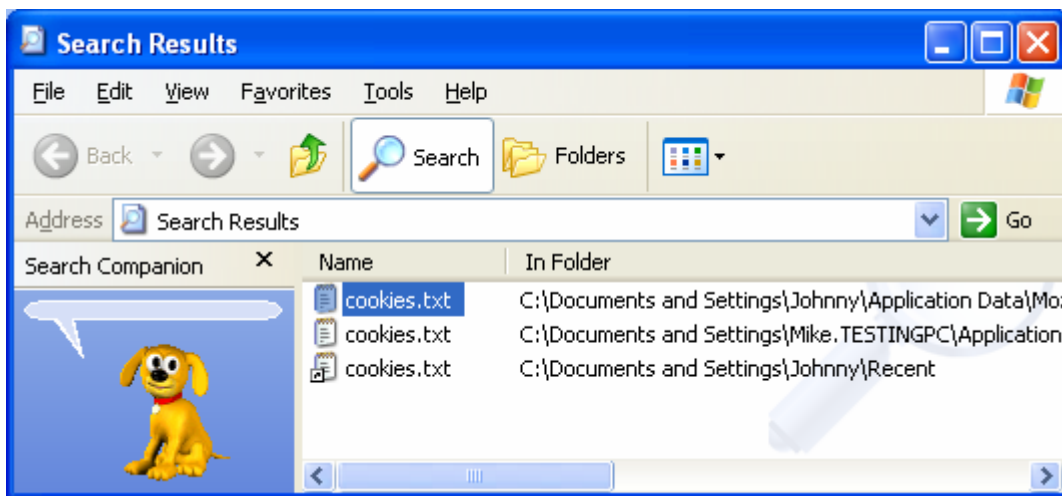 Search Results
File Edit View Favorites Tools Help
Back Search Folders
Address Search Results Go
Search Companion Name In Folder
cookies.txt C:\Documents and Settings\Johnny\Application Data\Mo
cookies.txt C:\Documents and Settings\Mike.TESTINGPC\Application
cookies.txt C:\Documents and Settings\Johnny\Recent